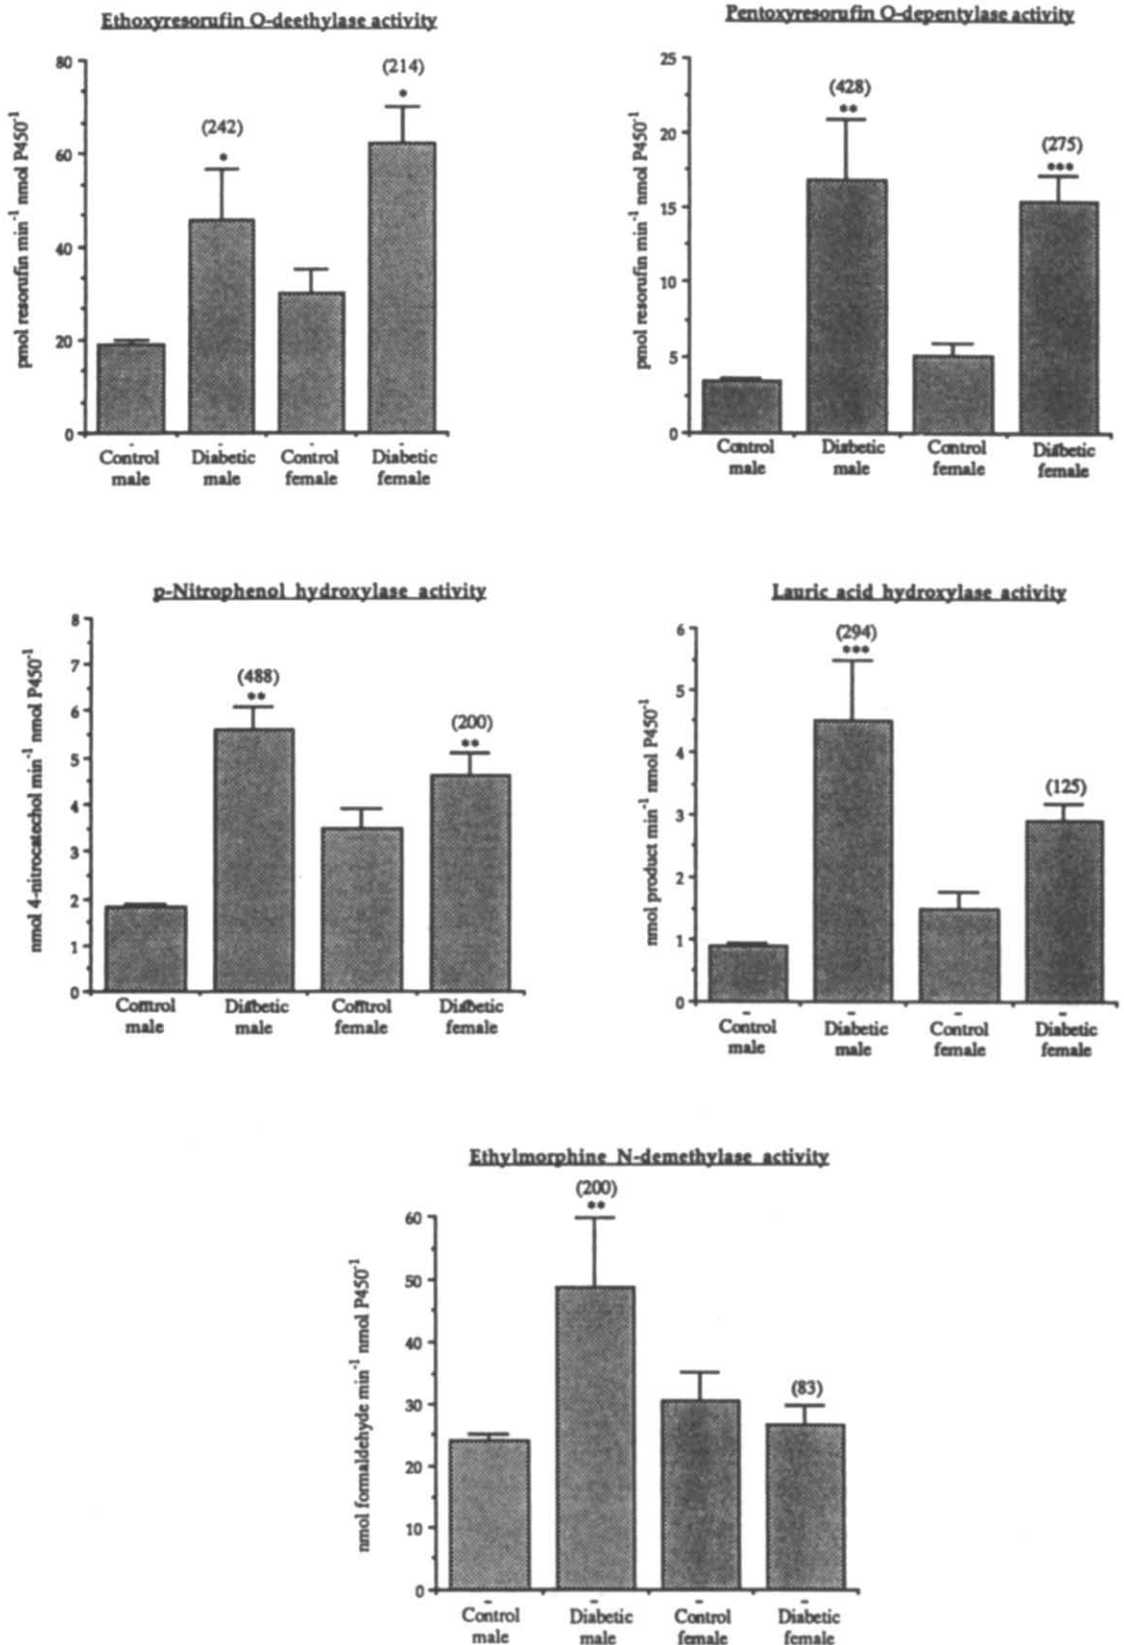 Ethoxyresorufin O-deethylase activity
pmol resorufin min⁻¹ nmol P450⁻¹
80
60
40
20
0
(242)
*
(214)
*
Control male
Diabetic male
Control female
Diabetic female
Pentoxyresorufin O-depentylase activity
pmol resorufin min⁻¹ nmol P450⁻¹
25
20
15
10
5
0
(428)
**
(275)
***
Control male
Diabetic male
Control female
Diabetic female
p-Nitrophenol hydroxylase activity
nmol 4-nitrocatechol min⁻¹ nmol P450⁻¹
8
7
6
5
4
3
2
1
0
(488)
**
(200)
**
Control male
Diabetic male
Control female
Diabetic female
Lauric acid hydroxylase activity
nmol product min⁻¹ nmol P450⁻¹
6
5
4
3
2
1
0
(294)
***
(125)
Control male
Diabetic male
Control female
Diabetic female
Ethylmorphine N-demethylase activity
nmol formaldehyde min⁻¹ nmol P450⁻¹
60
50
40
30
20
10
0
(200)
**
(83)
Control male
Diabetic male
Control female
Diabetic female